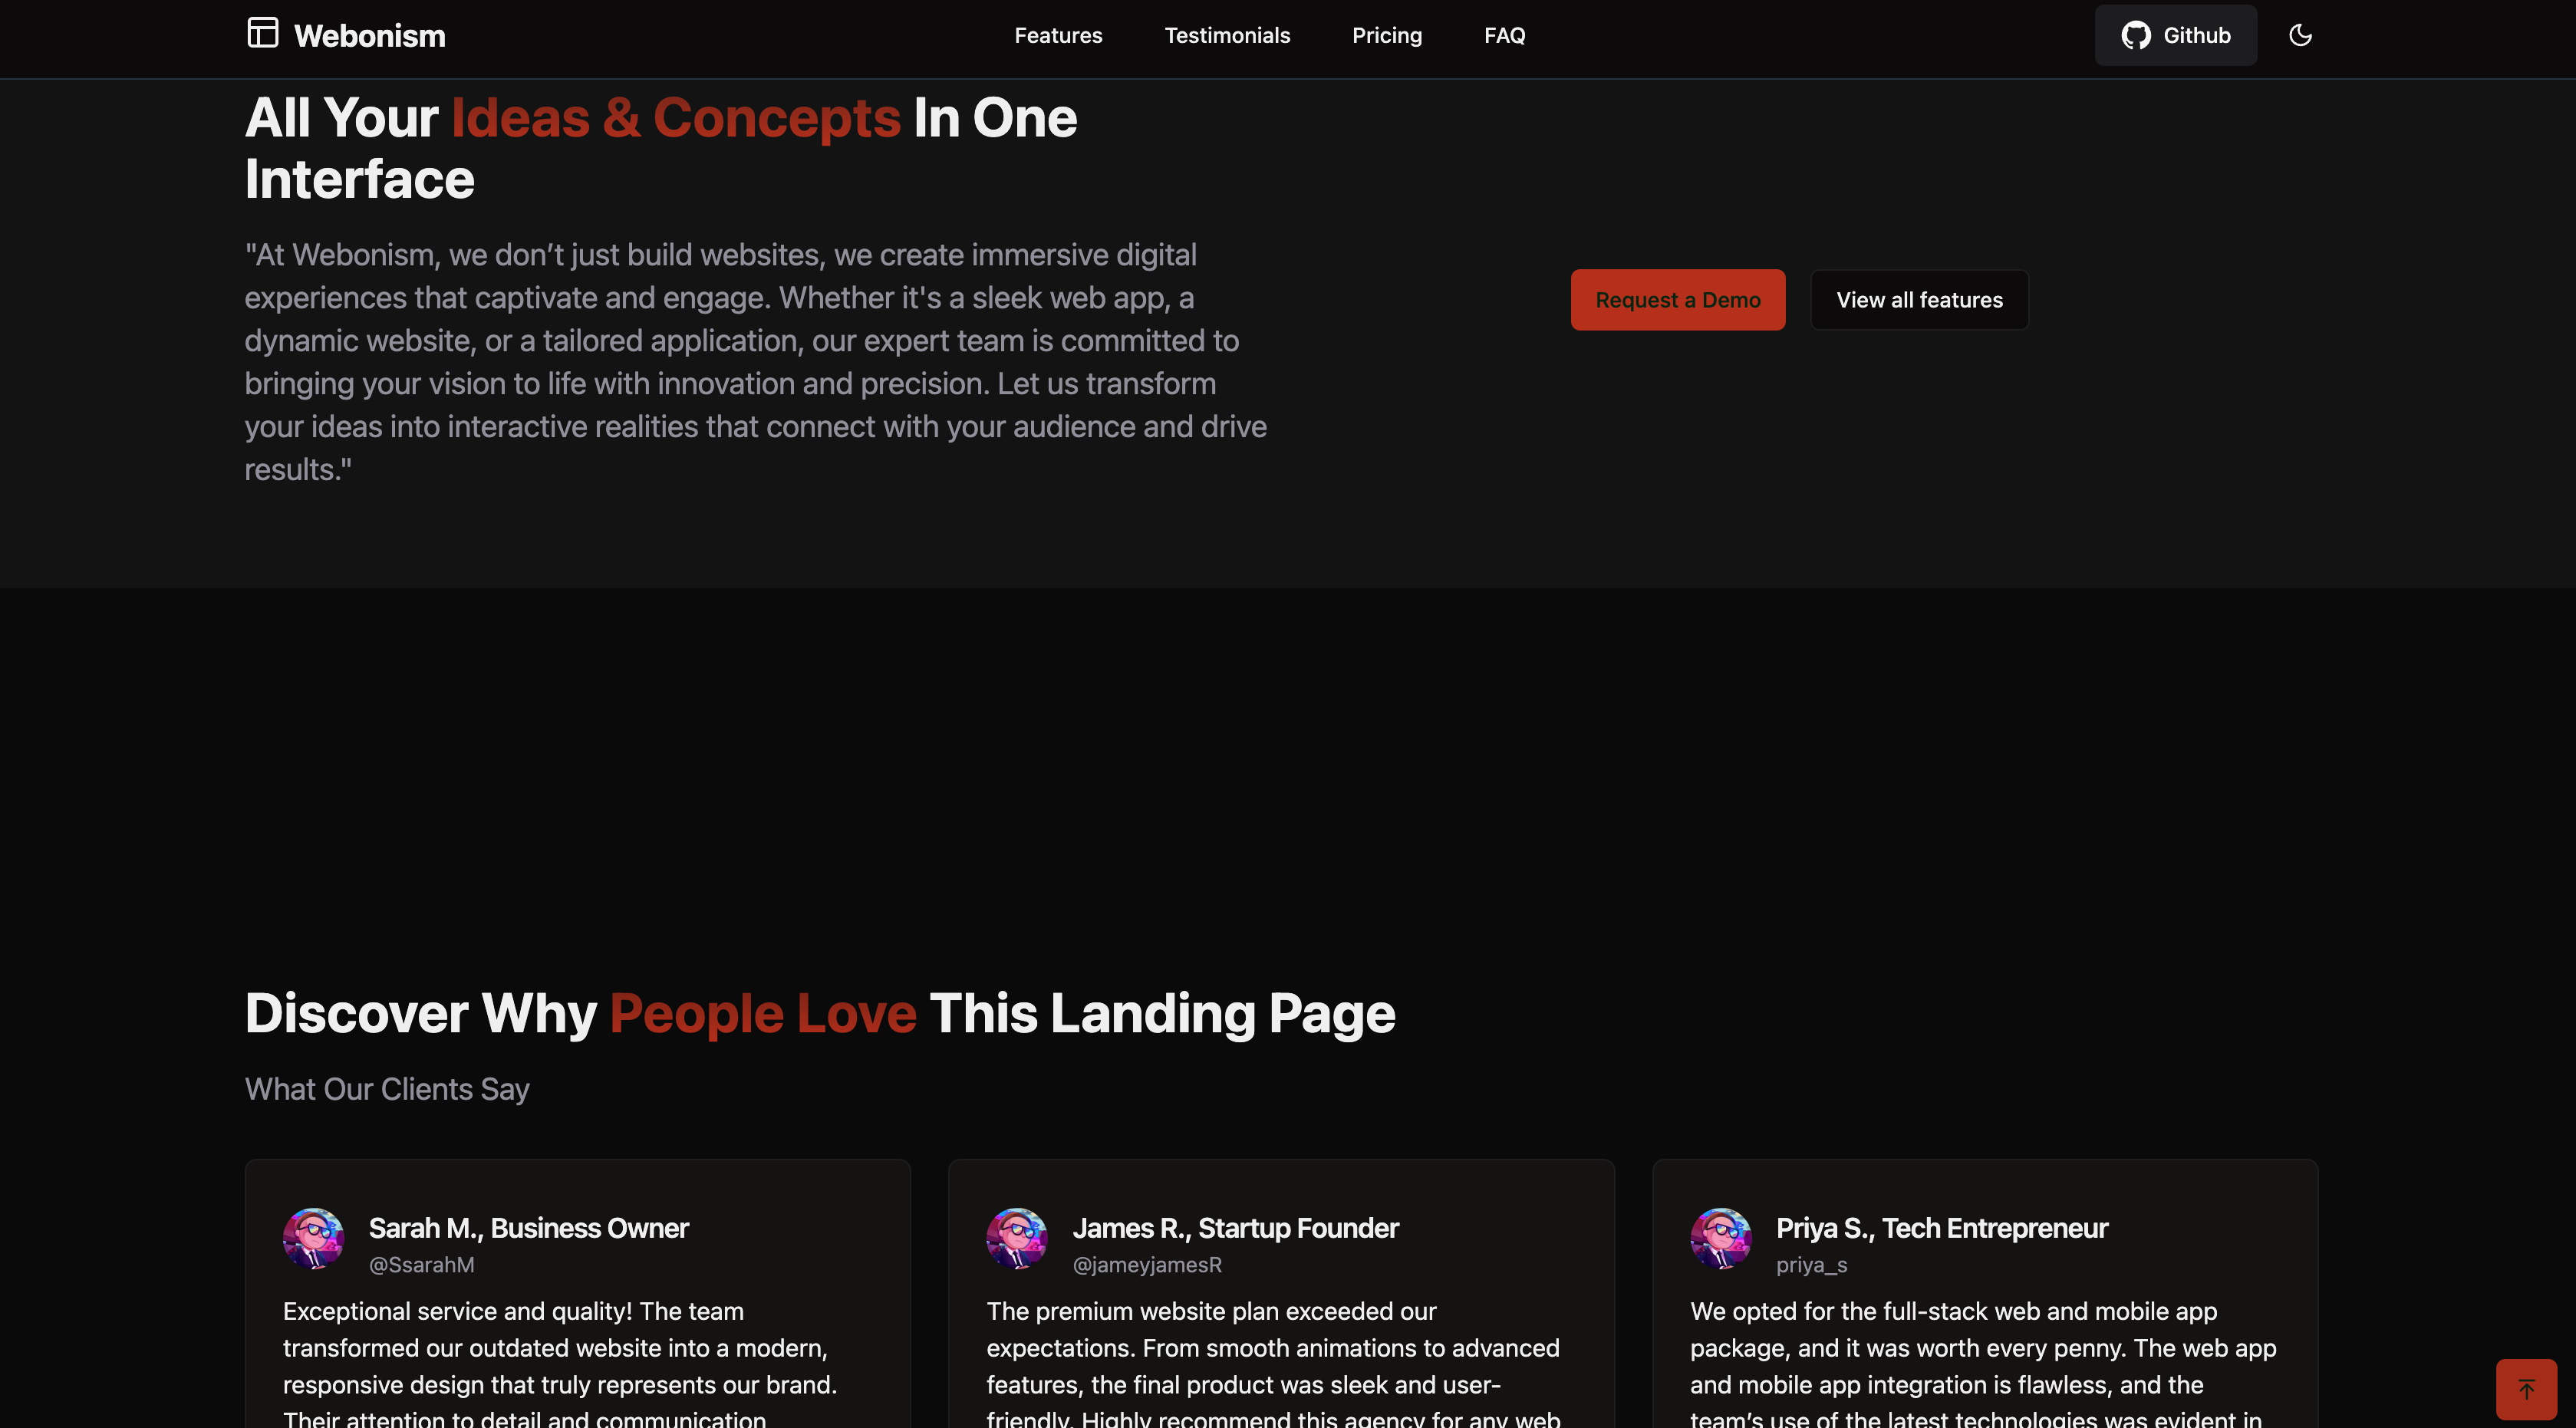 Webonism
Features Testimonials Pricing FAQ
Github
All Your Ideas & Concepts In One
Interface
"At Webonism, we don’t just build websites, we create immersive digital
experiences that captivate and engage. Whether it's a sleek web app, a
dynamic website, or a tailored application, our expert team is committed to
bringing your vision to life with innovation and precision. Let us transform
your ideas into interactive realities that connect with your audience and drive
results."
Request a Demo
View all features
Discover Why People Love This Landing Page
What Our Clients Say
Sarah M., Business Owner
@SsarahM
Exceptional service and quality! The team
transformed our outdated website into a modern,
responsive design that truly represents our brand.
Their attention to detail and communication
James R., Startup Founder
@jameyjamesR
The premium website plan exceeded our
expectations. From smooth animations to advanced
features, the final product was sleek and user-
friendly. Highly recommend this agency for any web
Priya S., Tech Entrepreneur
priya_s
We opted for the full-stack web and mobile app
package, and it was worth every penny. The web app
and mobile app integration is flawless, and the
team’s use of the latest technologies was evident in